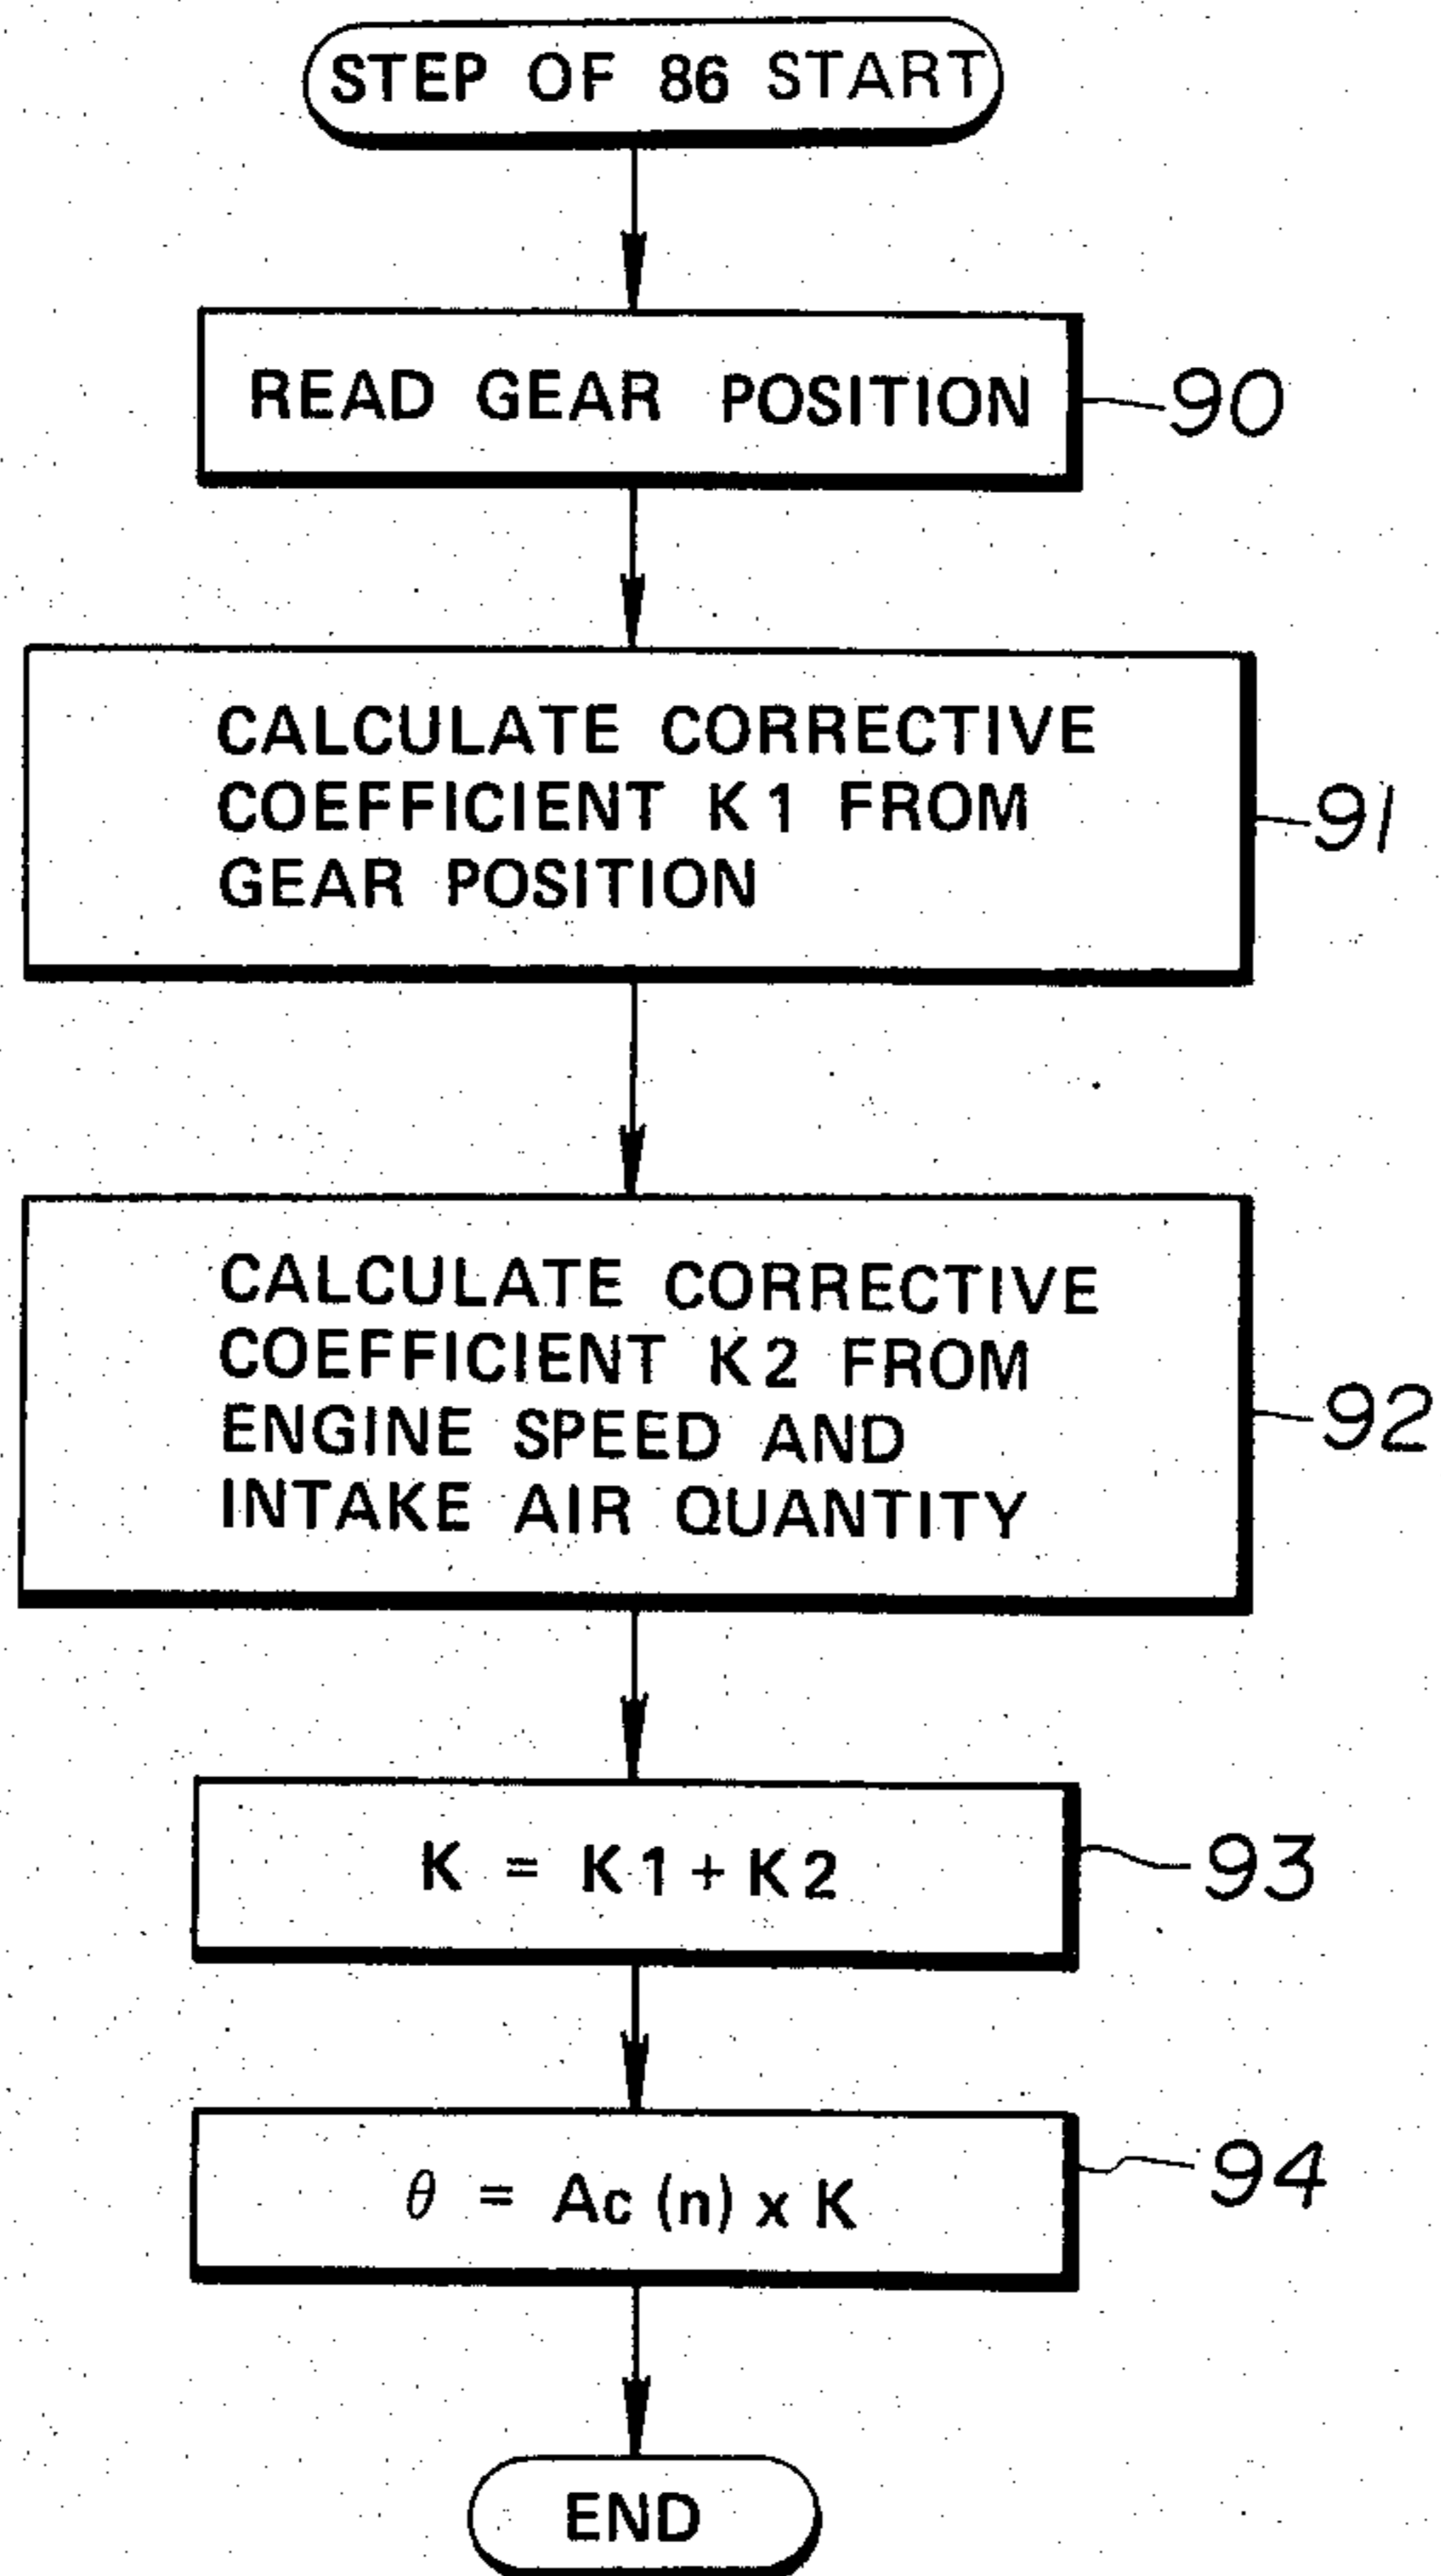 STEP OF 86 START
READ GEAR POSITION
90
CALCULATE CORRECTIVE
COEFFICIENT K1 FROM
GEAR POSITION
91
CALCULATE CORRECTIVE
COEFFICIENT K2 FROM
ENGINE SPEED AND
INTAKE AIR QUANTITY
92
K = K1 + K2
93
θ = Ac (n) x K
94
END